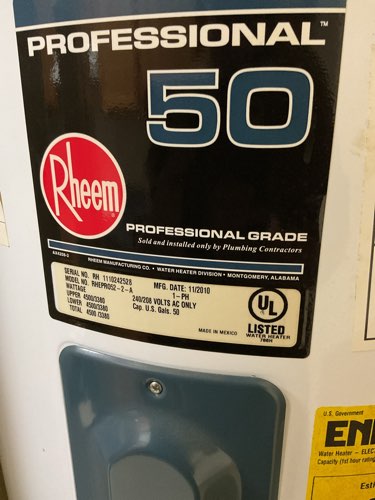 PROFESSIONAL™
50
Rheem
PROFESSIONAL GRADE
Sold and installed only by Plumbing Contractors
RHEEM MANUFACTURING CO. • WATER HEATER DIVISION • MONTGOMERY, ALABAMA
SERIAL NO. RH 1110242528 MFG. DATE: 11/2010
MODEL NO. RHEPRO52-2-A 1-PH
WATTAGE 240/208 VOLTS AC ONLY
UPPER 4500/3380 Cap. U.S. Gals. 50
LOWER 4500/3380
TOTAL 4500/3380
UL
LISTED
WATER HEATER
MADE IN MEXICO
U.S. Government
Water Heater - ELEC
Capacity (first hour rating